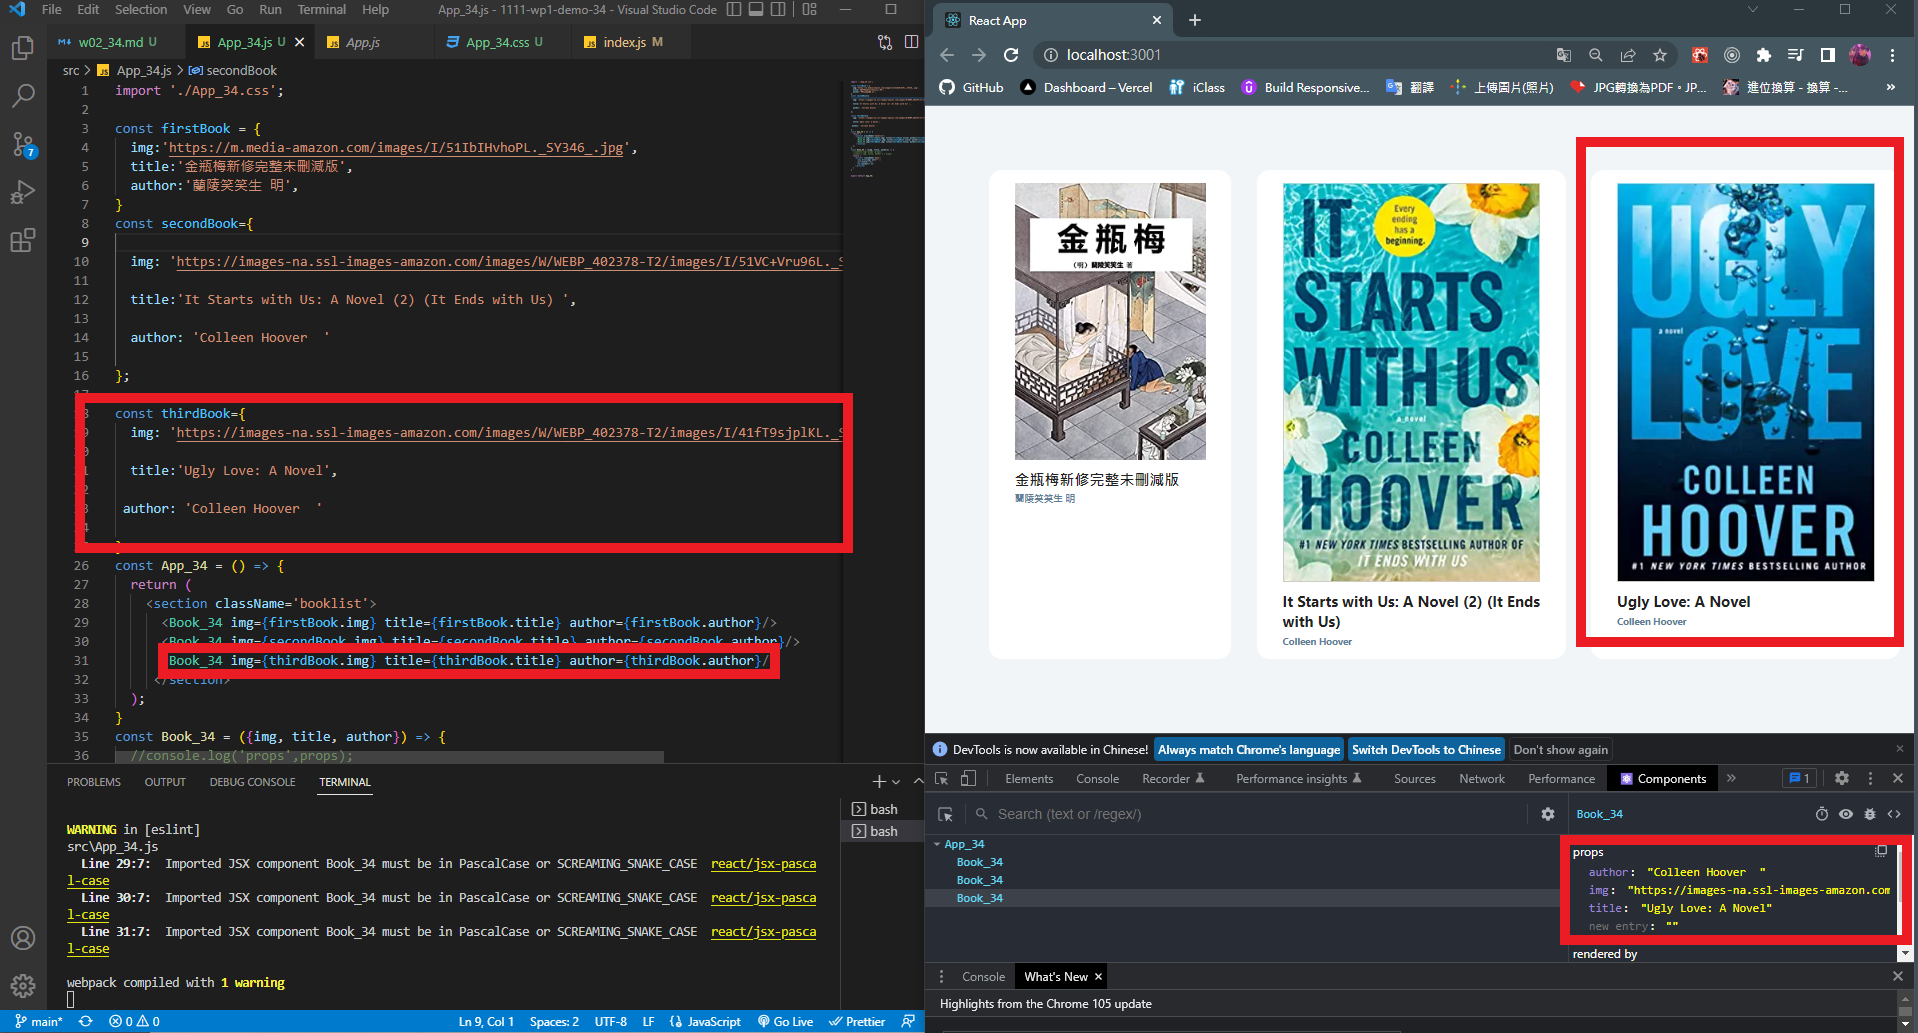 File Edit Selection View Go Run Terminal Help App_34.js - 1111-wp1-demo-34 - Visual Studio Code
w02_34.md U App_34.js U App.js App_34.css U index.js M
src > App_34.js > secondBook
1 import './App_34.css';
2
3 const firstBook = {
4 img:'https://m.media-amazon.com/images/I/51IbIHvhoPL._SY346_.jpg',
5 title:'金瓶梅新修完整未刪減版',
6 author:'蘭陵笑笑生 明',
7 }
8 const secondBook={
9
10 img: 'https://images-na.ssl-images-amazon.com/images/W/WEBP_402378-T2/images/I/51VC+Vru96L._S
11
12 title:'It Starts with Us: A Novel (2) (It Ends with Us) ',
13
14 author: 'Colleen Hoover  '
15
16 };
const thirdBook={
img: 'https://images-na.ssl-images-amazon.com/images/W/WEBP_402378-T2/images/I/41fT9sjplKL._S
title:'Ugly Love: A Novel',
author: 'Colleen Hoover  '
26 const App_34 = () => {
27 return (
28 <section className='booklist'>
29 <Book_34 img={firstBook.img} title={firstBook.title} author={firstBook.author}/>
30 <Book_34 img={secondBook.img} title={secondBook.title} author={secondBook.author}/>
31 Book_34 img={thirdBook.img} title={thirdBook.title} author={thirdBook.author}/
32 </section>
33 );
34 }
35 const Book_34 = ({img, title, author}) => {
36 //console.log('props',props);
PROBLEMS OUTPUT DEBUG CONSOLE TERMINAL
bash
bash
WARNING in [eslint]
src\App_34.js
Line 29:7: Imported JSX component Book_34 must be in PascalCase or SCREAMING_SNAKE_CASE react/jsx-pasca
l-case
Line 30:7: Imported JSX component Book_34 must be in PascalCase or SCREAMING_SNAKE_CASE react/jsx-pasca
l-case
Line 31:7: Imported JSX component Book_34 must be in PascalCase or SCREAMING_SNAKE_CASE react/jsx-pasca
l-case
webpack compiled with 1 warning
7
main* 0 0 Ln 9, Col 1 Spaces: 2 UTF-8 LF JavaScript Go Live Prettier
React App
localhost:3001
GitHub Dashboard – Vercel iClass Build Responsive... 翻譯 上傳圖片(照片) JPG轉換為PDF。JP... 進位換算 - 換算 -... »
金瓶梅
(明) 蘭陵笑笑生 著
金瓶梅新修完整未刪減版
蘭陵笑笑生 明
IT
STARTS
WITH US
Every
ending
has a
beginning.
a novel
COLLEEN
HOOVER
#1 NEW YORK TIMES BESTSELLING AUTHOR OF
IT ENDS WITH US
It Starts with Us: A Novel (2) (It Ends
with Us)
Colleen Hoover
UGLY
a novel
LOVE
COLLEEN
HOOVER
#1 NEW YORK TIMES BESTSELLING AUTHOR
Ugly Love: A Novel
Colleen Hoover
DevTools is now available in Chinese! Always match Chrome's language Switch DevTools to Chinese Don't show again
Elements Console Recorder Performance insights Sources Network Performance Components » 1
Search (text or /regex/)
Book_34
App_34
Book_34
Book_34
Book_34
props
author: "Colleen Hoover  "
img: "https://images-na.ssl-images-amazon.com
title: "Ugly Love: A Novel"
new entry: ""
rendered by
Console What's New
Highlights from the Chrome 105 update